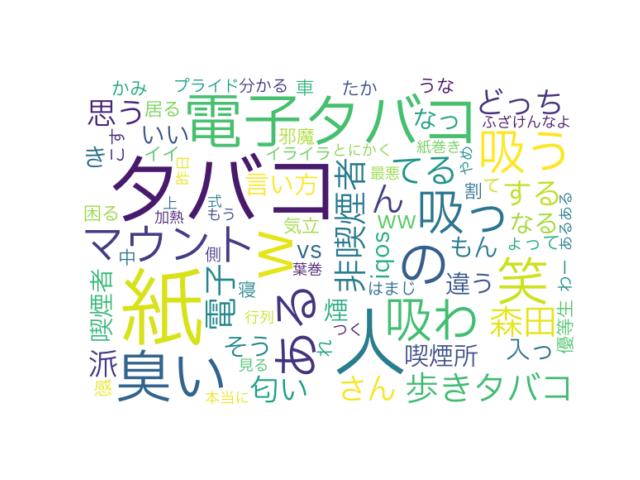 かみ
プライド
分かる
車
たか
うな
どっち
思う
居る
電子タバコ
なっ
ふざけんなよ
こす
いい
邪魔
紙巻き
吸う
き
イイ
イライラ
とにかく
やめ
昨日
タバコ
言い方
非喫煙者
てる
最悪
割
て
する
あるある
困る
上
加熱
式
もう
気立
ん
吸っ
なる
マウント
w
ww
の
もん
ょって
わー
中
側
vs
iqos
喫煙者
紙
電子
葉巻
ある
はまじ
違う
笑
優等生
寝
煙
人
吸わ
森田
行列
つく
派
臭い
そう
れ
喫煙所
入っ
見る
感
本当に
匂い
さん
歩きタバコ